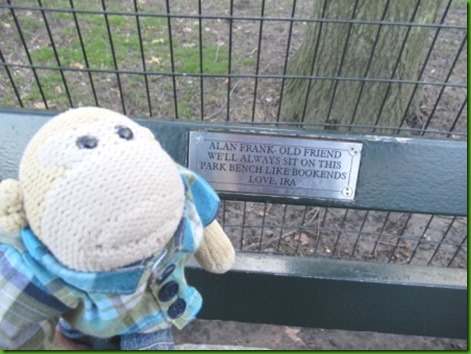 ALAN FRANK- OLD FRIEND
WE'LL ALWAYS SIT ON THIS
PARK BENCH LIKE BOOKENDS
LOVE, IRA